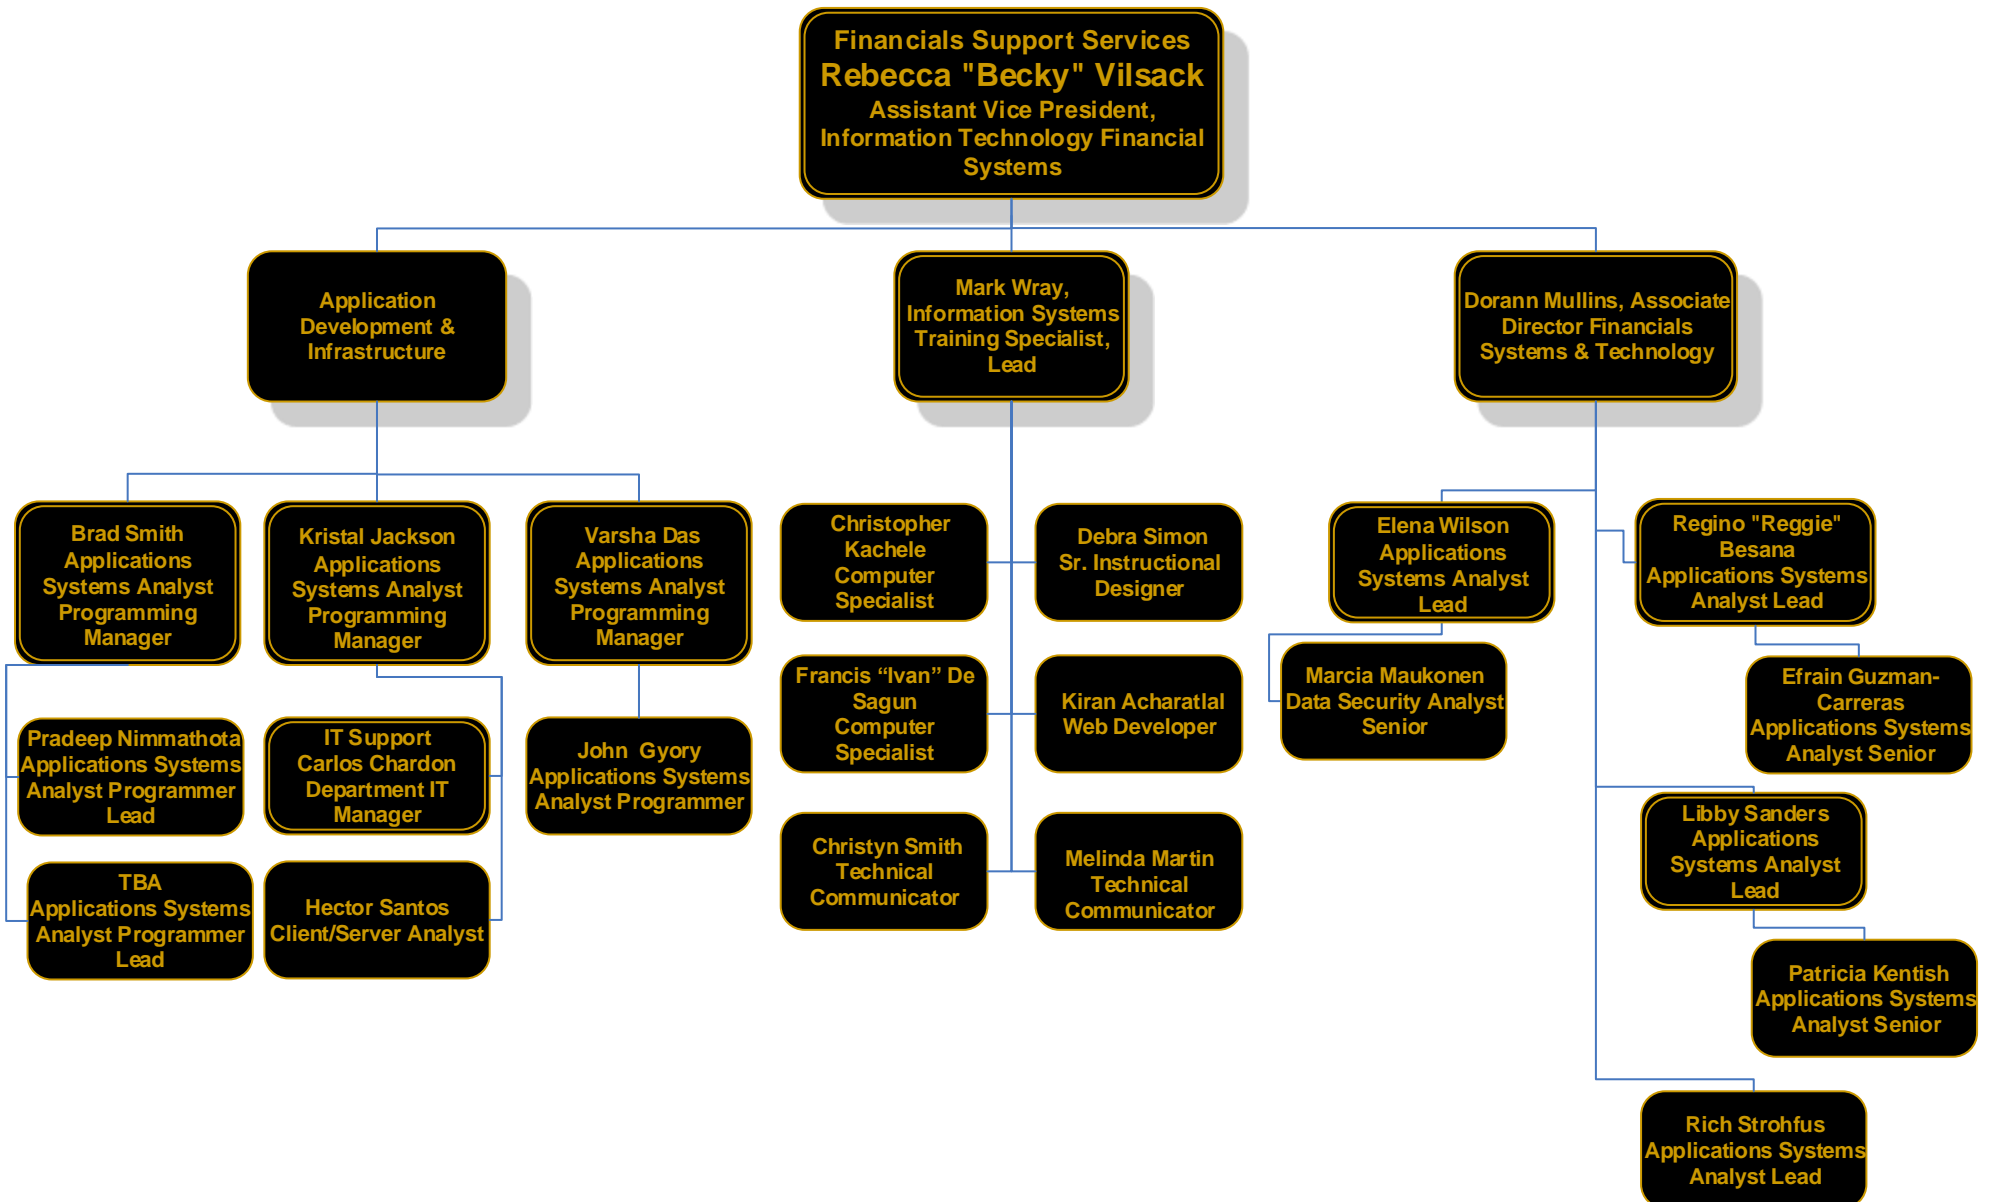 Financials Support Services
Rebecca "Becky" Vilsack
Assistant Vice President,
Information Technology Financial
Systems
Application
Development &
Infrastructure
Mark Wray,
Information Systems
Training Specialist,
Lead
Dorann Mullins, Associate
Director Financials
Systems & Technology
Brad Smith
Applications
Systems Analyst
Programming
Manager
Kristal Jackson
Applications
Systems Analyst
Programming
Manager
Varsha Das
Applications
Systems Analyst
Programming
Manager
Christopher
Kachele
Computer
Specialist
Debra Simon
Sr. Instructional
Designer
Elena Wilson
Applications
Systems Analyst
Lead
Regino "Reggie"
Besana
Applications Systems
Analyst Lead
Francis “Ivan” De
Sagun
Computer
Specialist
Kiran Acharatlal
Web Developer
Marcia Maukonen
Data Security Analyst
Senior
Efrain Guzman-
Carreras
Applications Systems
Analyst Senior
Pradeep Nimmathota
Applications Systems
Analyst Programmer
Lead
IT Support
Carlos Chardon
Department IT
Manager
John Gyory
Applications Systems
Analyst Programmer
Christyn Smith
Technical
Communicator
Melinda Martin
Technical
Communicator
Libby Sanders
Applications
Systems Analyst
Lead
TBA
Applications Systems
Analyst Programmer
Lead
Hector Santos
Client/Server Analyst
Patricia Kentish
Applications Systems
Analyst Senior
Rich Strohfus
Applications Systems
Analyst Lead